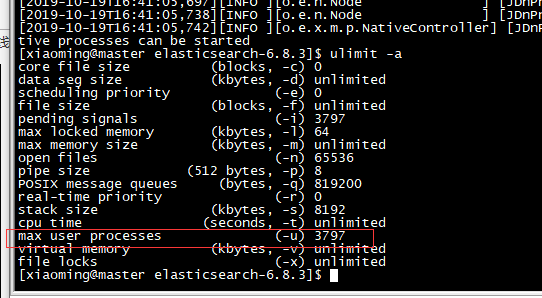 [2019-10-19T16:41:05,697][INFO ][o.e.n.Node ] [JDnPr
[2019-10-19T16:41:05,738][INFO ][o.e.n.Node ] [JDnPr
[2019-10-19T16:41:05,742][INFO ][o.e.x.m.p.NativeController] [JDnP
tive processes can be started
[xiaoming@master elasticsearch-6.8.3]$ ulimit -a
core file size (blocks, -c) 0
data seg size (kbytes, -d) unlimited
scheduling priority (-e) 0
file size (blocks, -f) unlimited
pending signals (-i) 3797
max locked memory (kbytes, -l) 64
max memory size (kbytes, -m) unlimited
open files (-n) 65536
pipe size (512 bytes, -p) 8
POSIX message queues (bytes, -q) 819200
real-time priority (-r) 0
stack size (kbytes, -s) 8192
cpu time (seconds, -t) unlimited
max user processes (-u) 3797
virtual memory (kbytes, -v) unlimited
file locks (-x) unlimited
[xiaoming@master elasticsearch-6.8.3]$